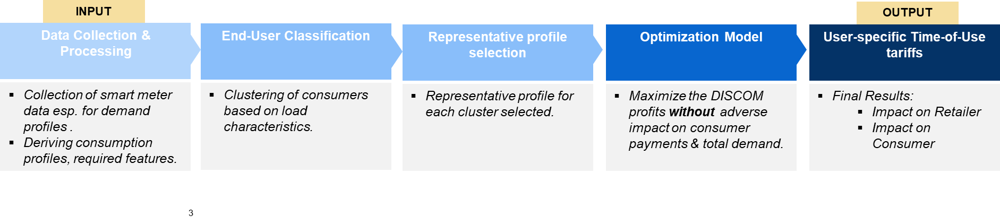 INPUT
Data Collection &
Processing
▪ Collection of smart meter
data esp. for demand
profiles .
▪ Deriving consumption
profiles, required features.
End-User Classification
▪ Clustering of consumers
based on load
characteristics.
Representative profile
selection
▪ Representative profile for
each cluster selected.
Optimization Model
▪ Maximize the DISCOM
profits without adverse
impact on consumer
payments & total demand.
OUTPUT
User-specific Time-of-Use
tariffs
▪ Final Results:
▪ Impact on Retailer
▪ Impact on
Consumer
3